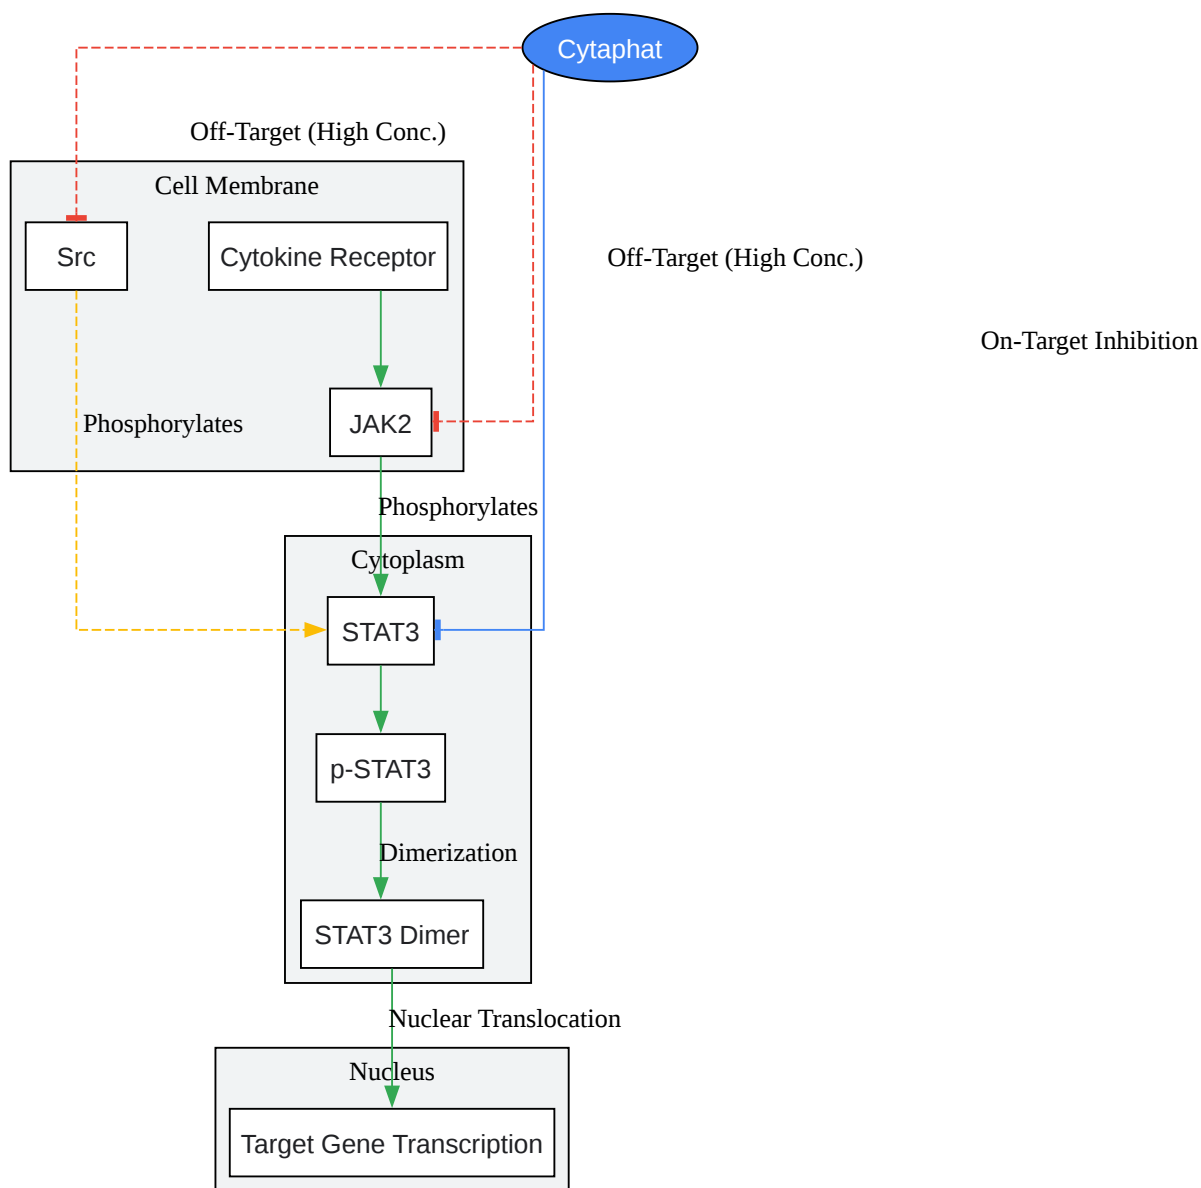 Cytaphat
Off-Target (High Conc.)
Cell Membrane
Src
Cytokine Receptor
Off-Target (High Conc.)
On-Target Inhibition
Phosphorylates
JAK2
Phosphorylates
Cytoplasm
STAT3
p-STAT3
Dimerization
STAT3 Dimer
Nuclear Translocation
Nucleus
Target Gene Transcription